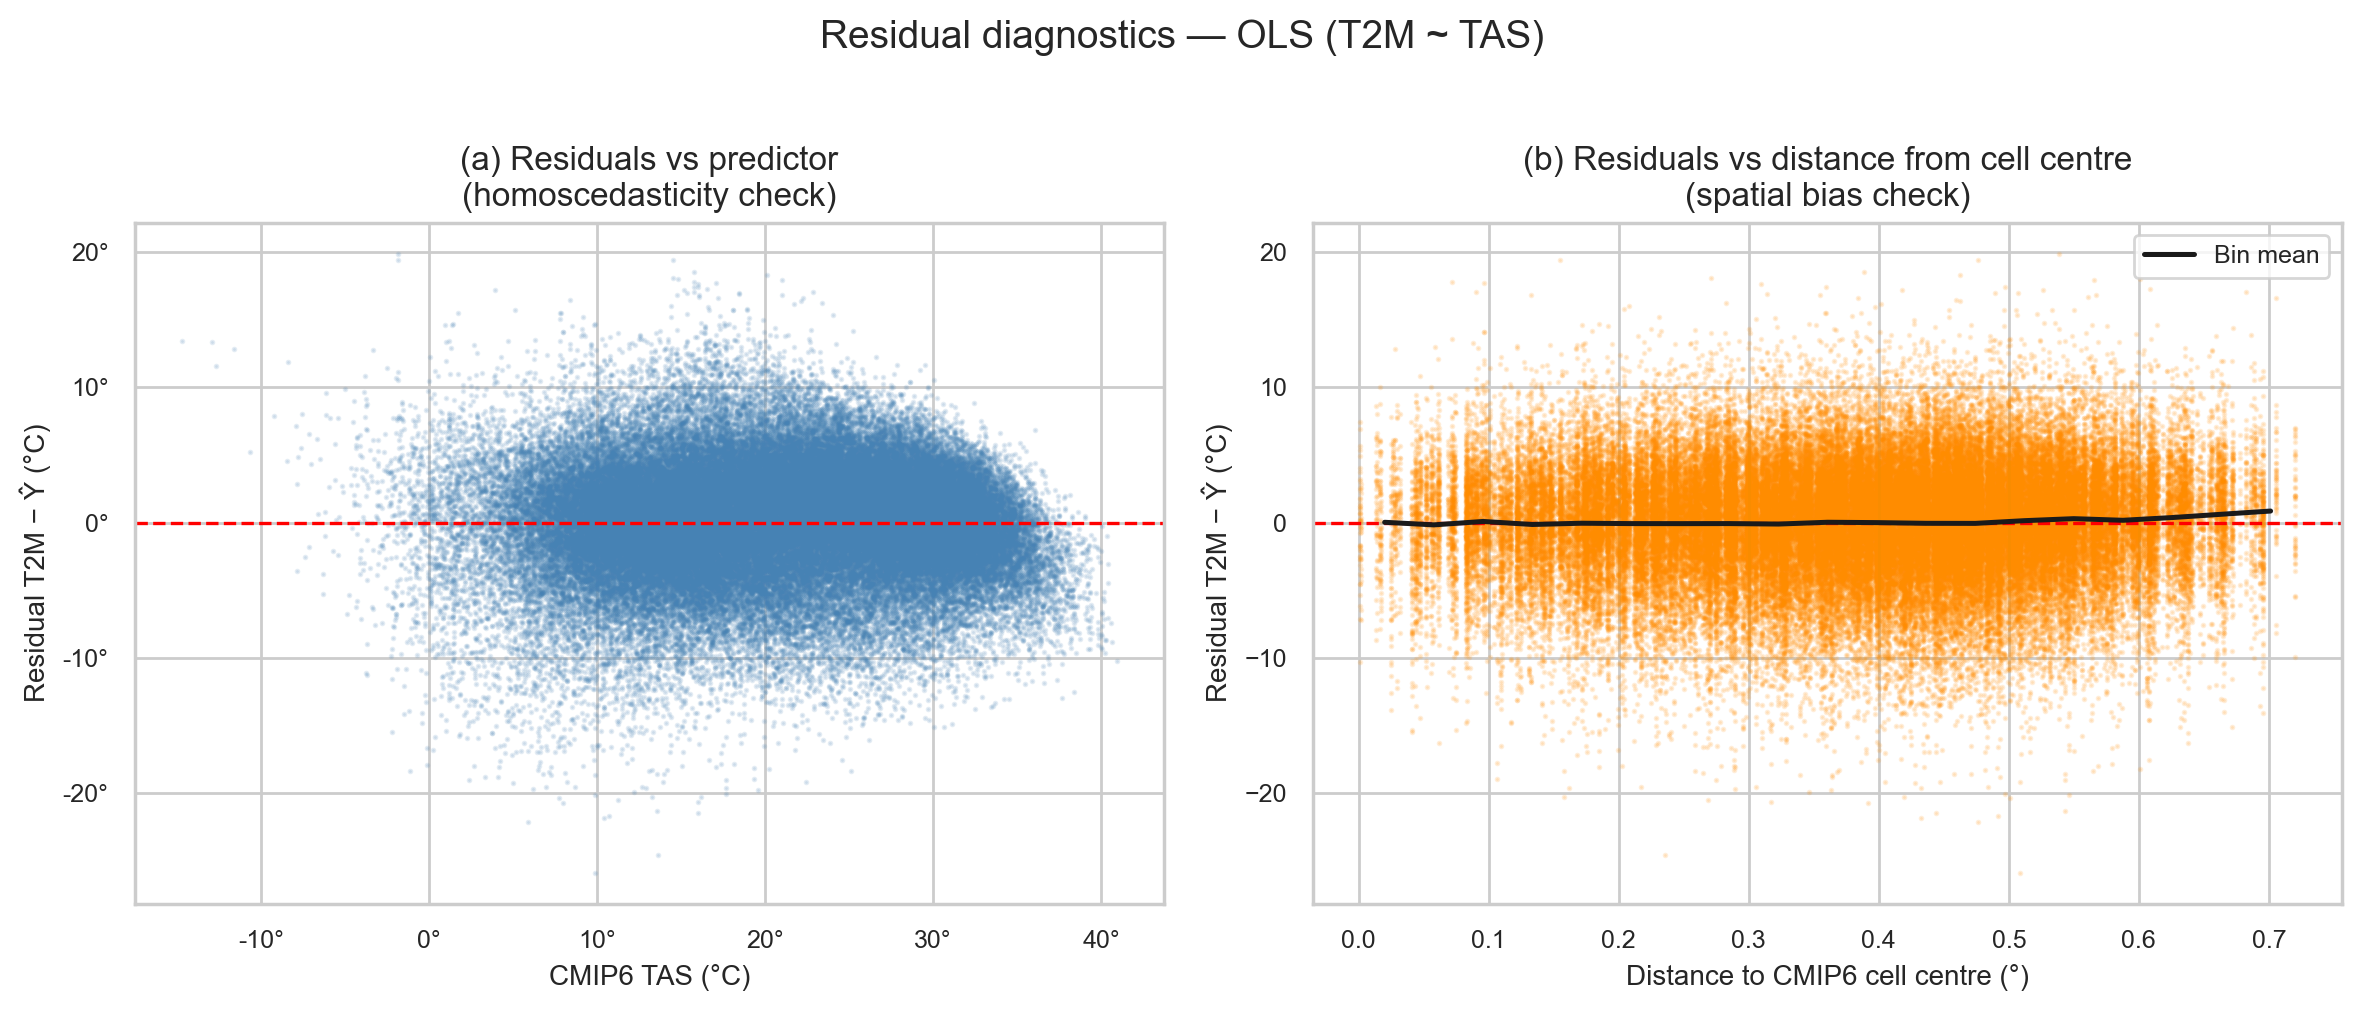 Residual diagnostics — OLS (T2M ~ TAS)
(a) Residuals vs predictor
(homoscedasticity check)
20°
10°
0°
-10°
-20°
Residual T2M − Ŷ (°C)
-10°
0°
10°
20°
30°
40°
CMIP6 TAS (°C)
(b) Residuals vs distance from cell centre
(spatial bias check)
Bin mean
20
10
0
−10
−20
Residual T2M − Ŷ (°C)
0.0
0.1
0.2
0.3
0.4
0.5
0.6
0.7
Distance to CMIP6 cell centre (°)